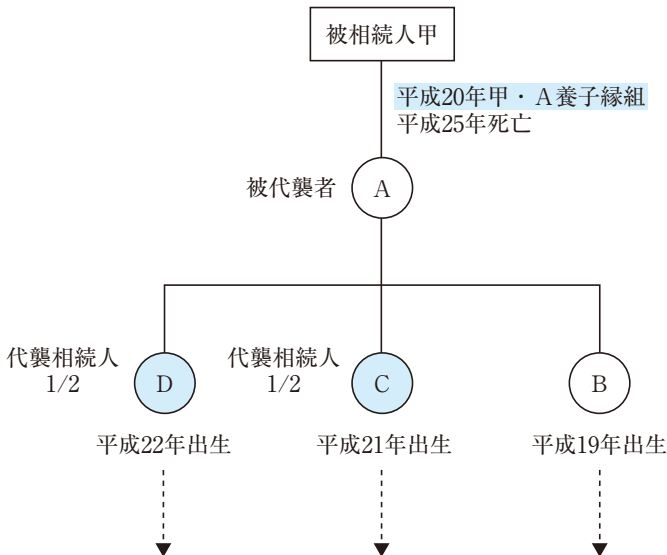 被相続人甲
平成20年甲・A養子縁組
平成25年死亡
被代襲者
A
代襲相続人
1/2
D
代襲相続人
1/2
C
B
平成22年出生
平成21年出生
平成19年出生